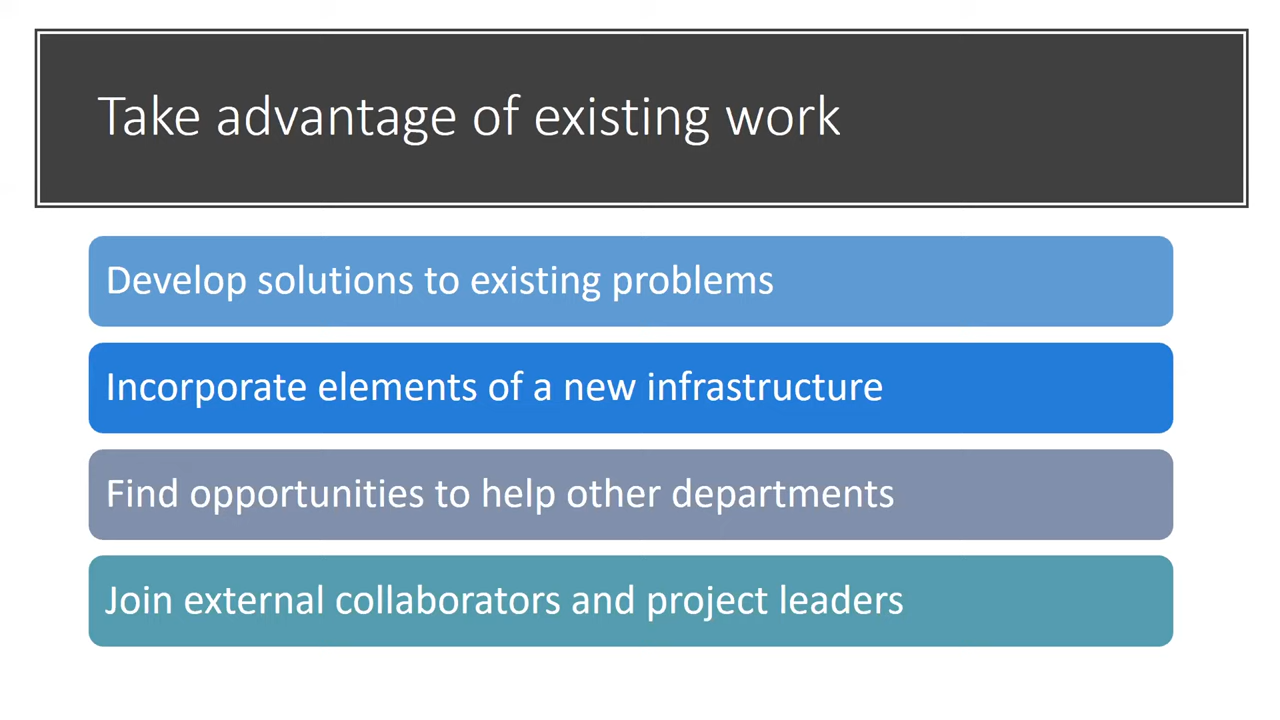 Take advantage of existing work
Develop solutions to existing problems
Incorporate elements of a new infrastructure
Find opportunities to help other departments
Join external collaborators and project leaders